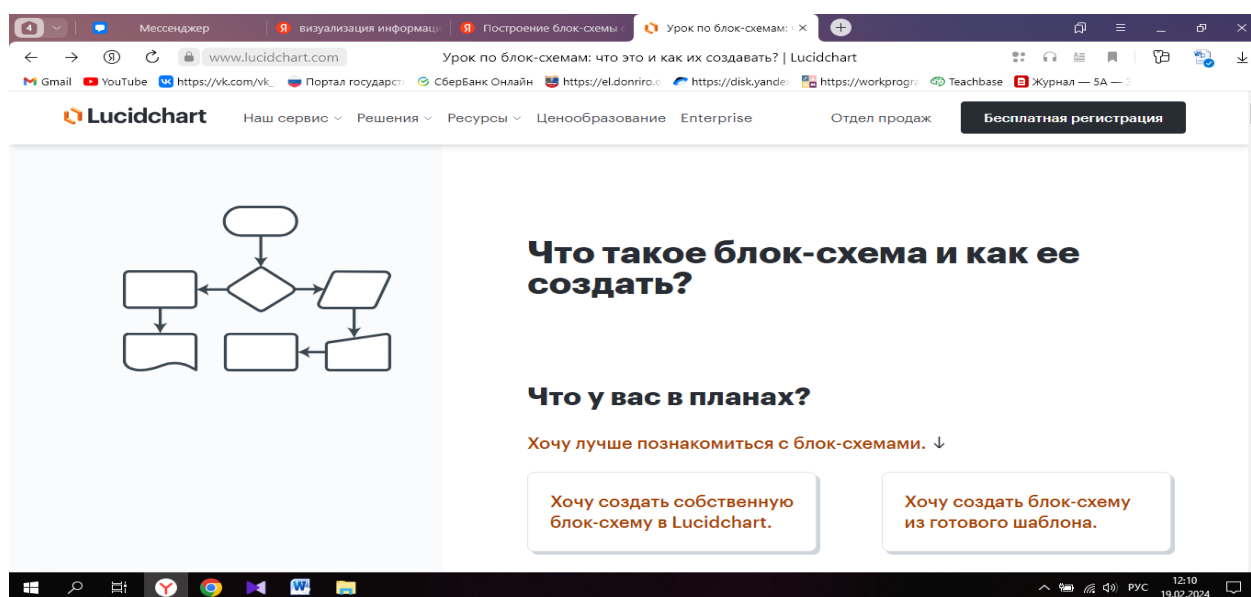 4
Мессенджер
Я визуализация информаци
Я Построение блок-схемы с
Урок по блок-схемам:
www.lucidchart.com
Урок по блок-схемам: что это и как их создавать? | Lucidchart
Gmail
YouTube
https://vk.com/vk_
Портал государст
СберБанк Онлайн
https://el.donriro.
https://disk.yande
https://workprogra
Teachbase
Журнал — 5А —
Lucidchart
Наш сервис
Решения
Ресурсы
Ценообразование
Enterprise
Отдел продаж
Бесплатная регистрация
Что такое блок-схема и как ее
создать?
Что у вас в планах?
Хочу лучше познакомиться с блок-схемами. ↓
Хочу создать собственную
блок-схему в Lucidchart.
Хочу создать блок-схему
из готового шаблона.
РУС
12:10
19.02.2024